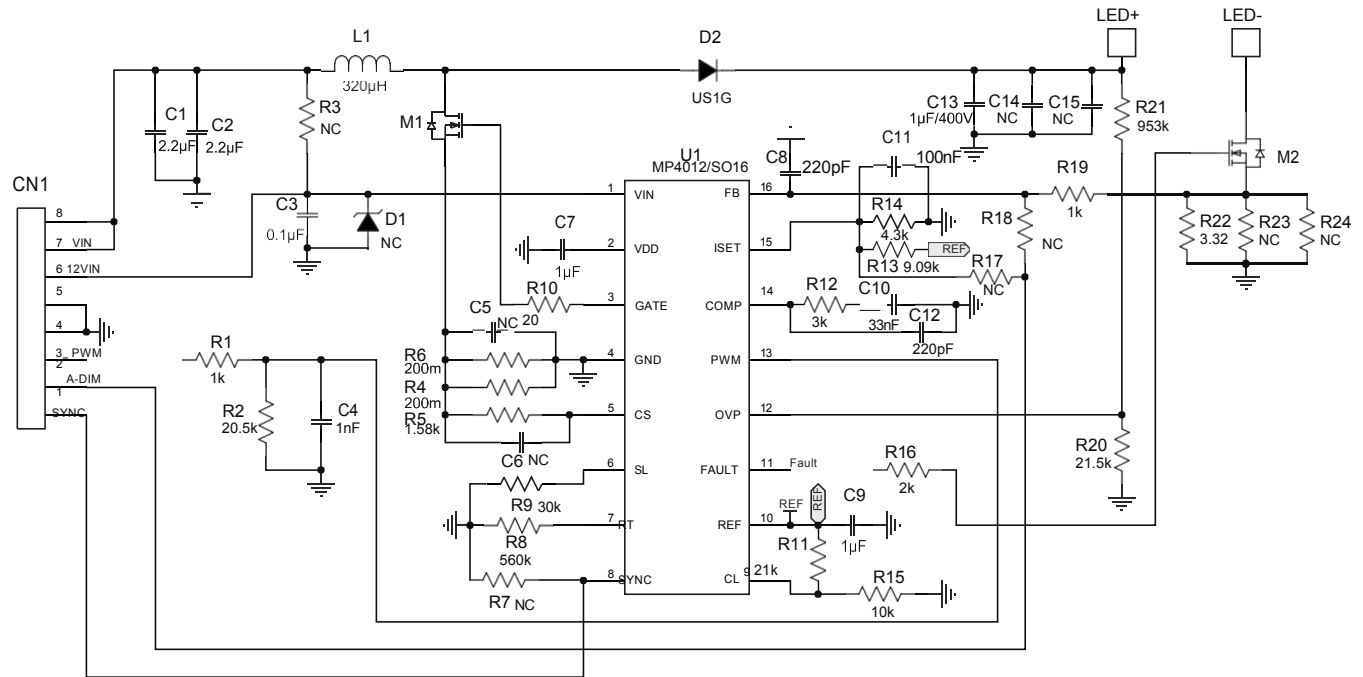 LED+
LED-
L1
320µH
D2
US1G
R3
NC
C1
2.2µF
C2
2.2µF
M1
C13
1µF/400V
C14
NC
C15
NC
R21
953k
M2
U1
MP4012/SO16
C8
220pF
C11
100nF
R19
1k
CN1
8
7 VIN
6 12VIN
5
4
3 PWM
2
A-DIM
1
SYNC
C3
0.1µF
D1
NC
1 VIN
FB 16
R14
4.3k
R18
NC
R22
3.32
R23
NC
R24
NC
C7
1µF
2 VDD
ISET 15
REF
R13 9.09k
R17
NC
R10
20
3 GATE
COMP 14
R12
3k
C10
33nF
C12
220pF
C5
NC
R6
200m
4 GND
PWM 13
R4
200m
R5
1.58k
5 CS
OVP 12
C6 NC
R1
1k
R2
20.5k
C4
1nF
6 SL
FAULT 11 Fault
R16
2k
R20
21.5k
R9 30k
7 RT
REF 10
REF
REF
C9
1µF
R8
560k
R11
21k
8 SYNC
CL 9
R15
10k
R7 NC